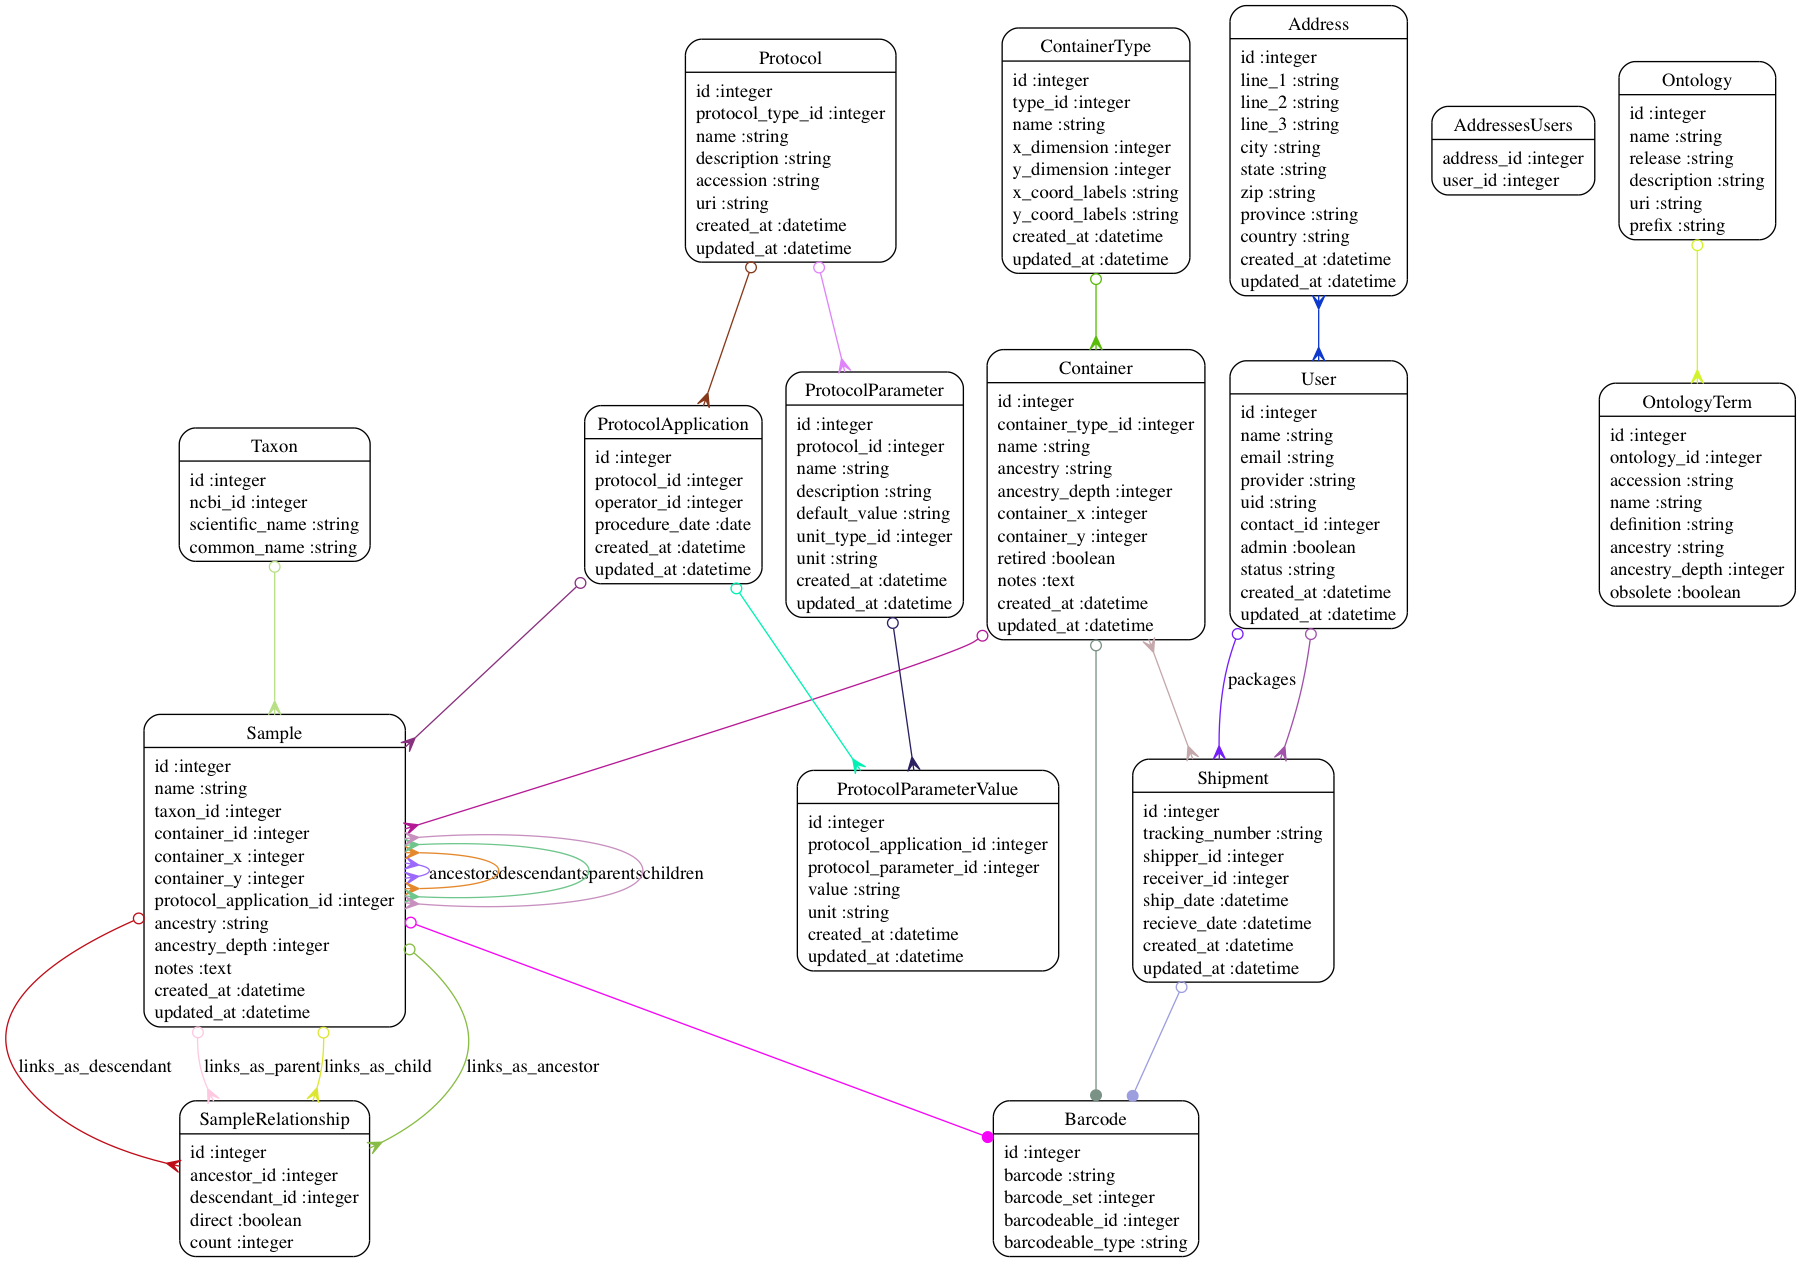 Protocol
id :integer
protocol_type_id :integer
name :string
description :string
accession :string
uri :string
created_at :datetime
updated_at :datetime
ContainerType
id :integer
type_id :integer
name :string
x_dimension :integer
y_dimension :integer
x_coord_labels :string
y_coord_labels :string
created_at :datetime
updated_at :datetime
Address
id :integer
line_1 :string
line_2 :string
line_3 :string
city :string
state :string
zip :string
province :string
country :string
created_at :datetime
updated_at :datetime
AddressesUsers
address_id :integer
user_id :integer
Ontology
id :integer
name :string
release :string
description :string
uri :string
prefix :string
Taxon
id :integer
ncbi_id :integer
scientific_name :string
common_name :string
ProtocolApplication
id :integer
protocol_id :integer
operator_id :integer
procedure_date :date
created_at :datetime
updated_at :datetime
ProtocolParameter
id :integer
protocol_id :integer
name :string
description :string
default_value :string
unit_type_id :integer
unit :string
created_at :datetime
updated_at :datetime
Container
id :integer
container_type_id :integer
name :string
ancestry :string
ancestry_depth :integer
container_x :integer
container_y :integer
retired :boolean
notes :text
created_at :datetime
updated_at :datetime
User
id :integer
name :string
email :string
provider :string
uid :string
contact_id :integer
admin :boolean
status :string
created_at :datetime
updated_at :datetime
OntologyTerm
id :integer
ontology_id :integer
accession :string
name :string
definition :string
ancestry :string
ancestry_depth :integer
obsolete :boolean
packages
Sample
id :integer
name :string
taxon_id :integer
container_id :integer
container_x :integer
container_y :integer
protocol_application_id :integer
ancestry :string
ancestry_depth :integer
notes :text
created_at :datetime
updated_at :datetime
ancestors
descendants
parents
children
ProtocolParameterValue
id :integer
protocol_application_id :integer
protocol_parameter_id :integer
value :string
unit :string
created_at :datetime
updated_at :datetime
Shipment
id :integer
tracking_number :string
shipper_id :integer
receiver_id :integer
ship_date :datetime
recieve_date :datetime
created_at :datetime
updated_at :datetime
links_as_descendant
links_as_parent
links_as_child
links_as_ancestor
SampleRelationship
id :integer
ancestor_id :integer
descendant_id :integer
direct :boolean
count :integer
Barcode
id :integer
barcode :string
barcode_set :integer
barcodeable_id :integer
barcodeable_type :string